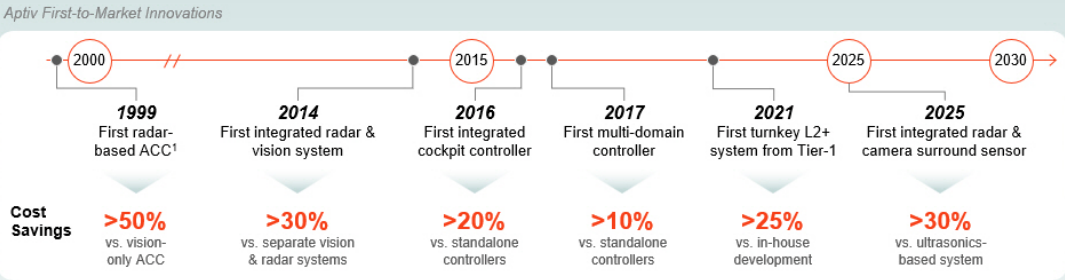 Aptiv First-to-Market Innovations
2000
2015
2025
2030
1999
First radar-
based ACC¹
2014
First integrated radar &
vision system
2016
First integrated
cockpit controller
2017
First multi-domain
controller
2021
First turnkey L2+
system from Tier-1
2025
First integrated radar &
camera surround sensor
Cost
Savings
>50%
vs. vision-
only ACC
>30%
vs. separate vision
& radar systems
>20%
vs. standalone
controllers
>10%
vs. standalone
controllers
>25%
vs. in-house
development
>30%
vs. ultrasonics-
based system